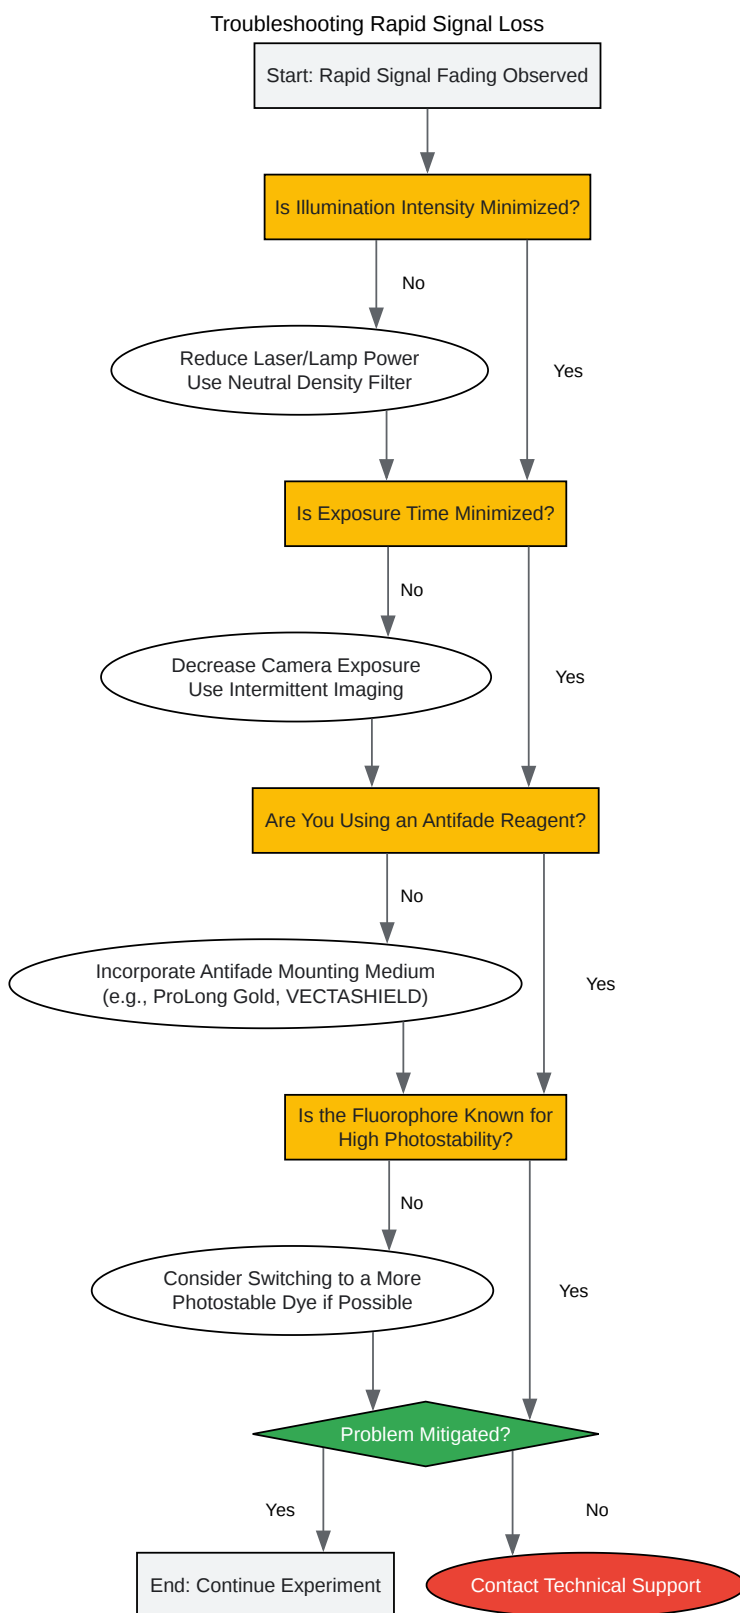 Troubleshooting Rapid Signal Loss
Start: Rapid Signal Fading Observed
Is Illumination Intensity Minimized?
No
Reduce Laser/Lamp Power
Use Neutral Density Filter
Yes
Is Exposure Time Minimized?
No
Decrease Camera Exposure
Use Intermittent Imaging
Yes
Are You Using an Antifade Reagent?
No
Incorporate Antifade Mounting Medium
(e.g., ProLong Gold, VECTASHIELD)
Yes
Is the Fluorophore Known for
High Photostability?
No
Consider Switching to a More
Photostable Dye if Possible
Yes
Problem Mitigated?
Yes
No
End: Continue Experiment
Contact Technical Support